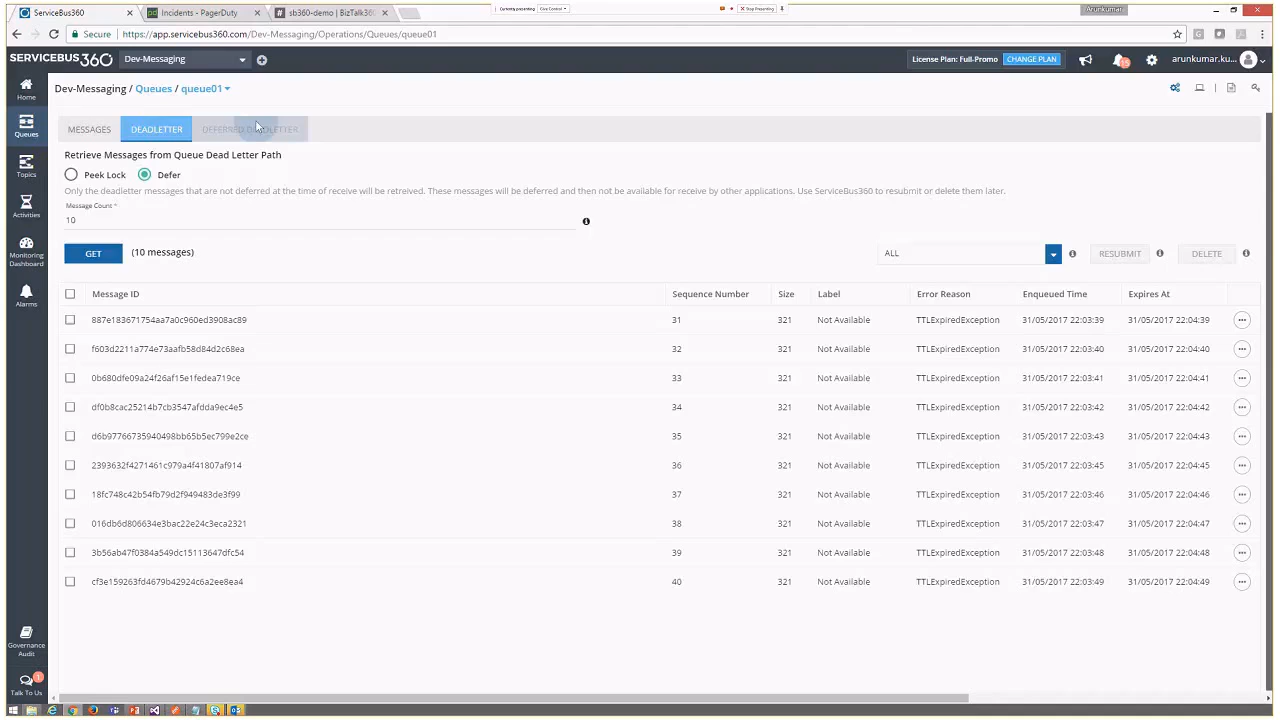 Currently presenting Give Control Stop Presenting Arunkumar
ServiceBus360 Incidents - PagerDuty sb360-demo | BizTalk360
Secure https://app.servicebus360.com/Dev-Messaging/Operations/Queues/queue01
SERVICEBUS360 Dev-Messaging License Plan: Full-Promo CHANGE PLAN 15 arunkumar.ku...
Home
Queues
Topics
Activities
Monitoring
Dashboard
Alarms
Governance
Audit
1
Talk To Us
Dev-Messaging / Queues / queue01
MESSAGES DEADLETTER DEFERRED DEADLETTER
Retrieve Messages from Queue Dead Letter Path
Peek Lock Defer
Only the deadletter messages that are not deferred at the time of receive will be retreived. These messages will be deferred and then not be available for receive by other applications. Use ServiceBus360 to resubmit or delete them later.
Message Count *
10
GET (10 messages) ALL RESUBMIT DELETE
Message ID Sequence Number Size Label Error Reason Enqueued Time Expires At
887e183671754aa7a0c960ed3908ac89 31 321 Not Available TTLExpiredException 31/05/2017 22:03:39 31/05/2017 22:04:39
f603d2211a774e73aafb58d84d2c68ea 32 321 Not Available TTLExpiredException 31/05/2017 22:03:40 31/05/2017 22:04:40
0b680dfe09a24f26af15e1fedea719ce 33 321 Not Available TTLExpiredException 31/05/2017 22:03:41 31/05/2017 22:04:41
df0b8cac25214b7cb3547afdda9ec4e5 34 321 Not Available TTLExpiredException 31/05/2017 22:03:42 31/05/2017 22:04:42
d6b97766735940498bb65b5ec799e2ce 35 321 Not Available TTLExpiredException 31/05/2017 22:03:43 31/05/2017 22:04:43
2393632f4271461c979a4f41807af914 36 321 Not Available TTLExpiredException 31/05/2017 22:03:45 31/05/2017 22:04:45
18fc748c42b54fb79d2f949483de3f99 37 321 Not Available TTLExpiredException 31/05/2017 22:03:46 31/05/2017 22:04:46
016db6d806634e3bac22e24c3eca2321 38 321 Not Available TTLExpiredException 31/05/2017 22:03:47 31/05/2017 22:04:47
3b56ab47f0384a549dc15113647dfc54 39 321 Not Available TTLExpiredException 31/05/2017 22:03:48 31/05/2017 22:04:48
cf3e159263fd4679b42924c6a2ee8ea4 40 321 Not Available TTLExpiredException 31/05/2017 22:03:49 31/05/2017 22:04:49